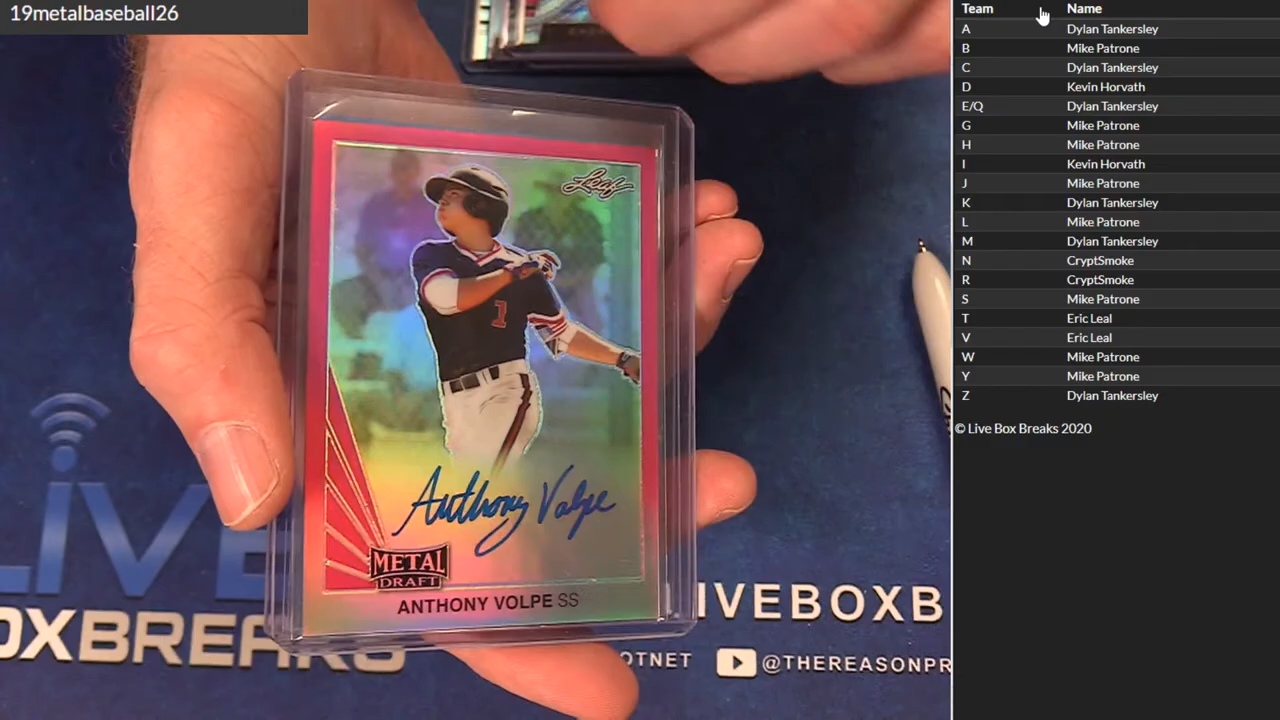 19metalbaseball26
Team Name
A Dylan Tankersley
B Mike Patrone
C Dylan Tankersley
D Kevin Horvath
E/Q Dylan Tankersley
G Mike Patrone
H Mike Patrone
I Kevin Horvath
J Mike Patrone
K Dylan Tankersley
L Mike Patrone
M Dylan Tankersley
N CryptSmoke
R CryptSmoke
S Mike Patrone
T Eric Leal
V Eric Leal
W Mike Patrone
Y Mike Patrone
Z Dylan Tankersley
© Live Box Breaks 2020
Leaf
1
Anthony Volpe
METAL
DRAFT
ANTHONY VOLPE SS
LIVE
OXBREAKS
IVEBOXB
OTNET
@THEREASONPR